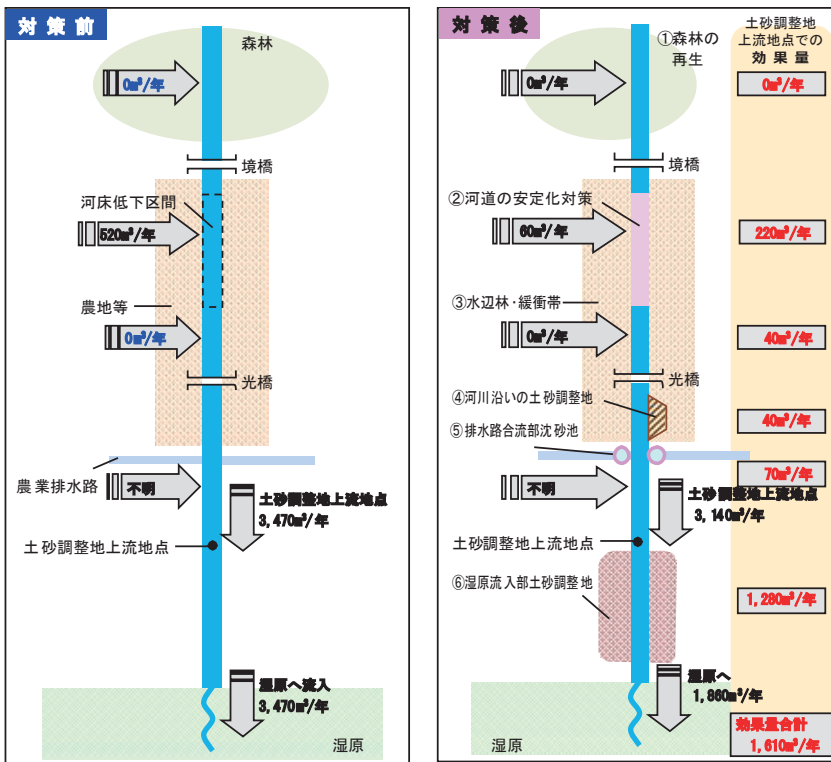 対策前
森林
0m³/年
境橋
河床低下区間
520m³/年
農地等
0m³/年
光橋
農業排水路
不明
土砂調整地上流地点
3,470m³/年
土砂調整地上流地点
湿原へ流入
3,470m³/年
湿原
対策後
①森林の
再生
0m³/年
境橋
②河道の安定化対策
60m³/年
③水辺林・緩衝帯
0m³/年
光橋
④河川沿いの土砂調整地
⑤排水路合流部沈砂池
不明
土砂調整地上流地点
3,140m³/年
土砂調整地上流地点
⑥湿原流入部土砂調整地
湿原へ
1,860m³/年
湿原
土砂調整地
上流地点での
効果量
0m³/年
220m³/年
40m³/年
40m³/年
70m³/年
1,280m³/年
効果量合計
1,610m³/年